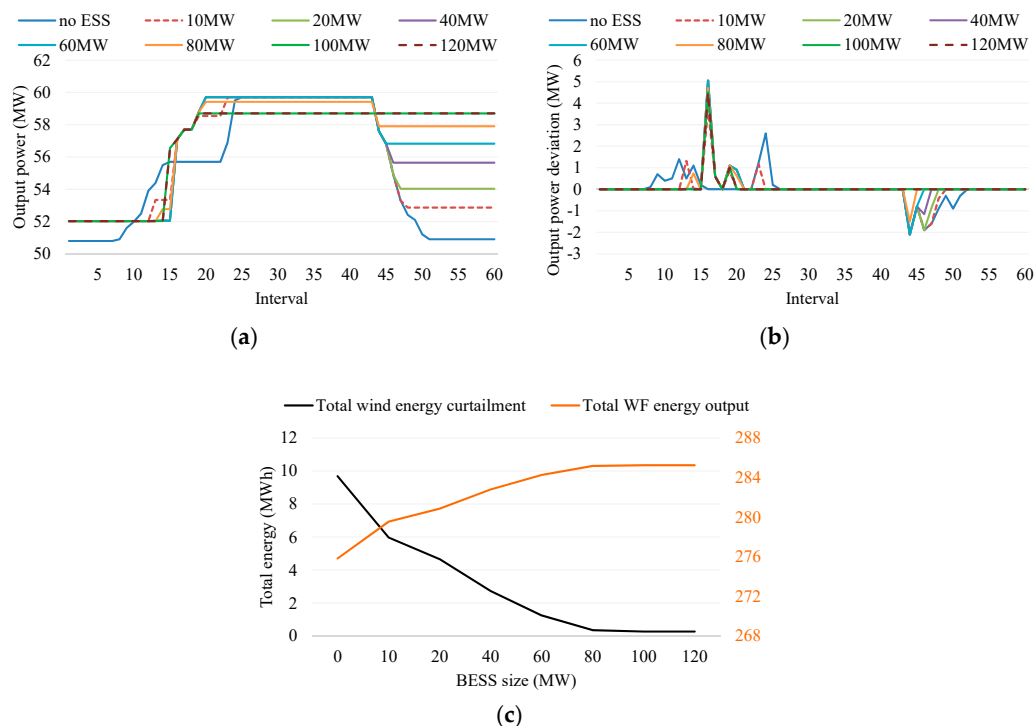 no ESS 10MW 20MW 40MW
60MW 80MW 100MW 120MW
Output power (MW)
62
60
58
56
54
52
50
5 10 15 20 25 30 35 40 45 50 55 60
Interval
(a)
no ESS 10MW 20MW 40MW
60MW 80MW 100MW 120MW
Output power deviation (MW)
6
5
4
3
2
1
0
-1
-2
-3
5 10 15 20 25 30 35 40 45 50 55 60
Interval
(b)
Total wind energy curtailment Total WF energy output
Total energy (MWh)
12 288
10 284
8 280
6 276
4 272
2 268
0
0 10 20 40 60 80 100 120
BESS size (MW)
(c)